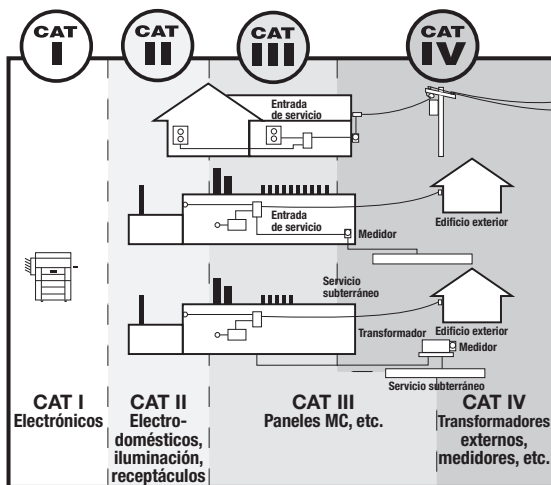 CAT
I
CAT
II
CAT
III
CAT
IV
Entrada
de servicio
Entrada
de servicio
Medidor
Edificio exterior
Servicio
subterráneo
Transformador
Edificio exterior
Medidor
Servicio subterráneo
CAT I
Electrónicos
CAT II
Electro-
domésticos,
iluminación,
receptáculos
CAT III
Paneles MC, etc.
CAT IV
Transformadores
externos,
medidores, etc.